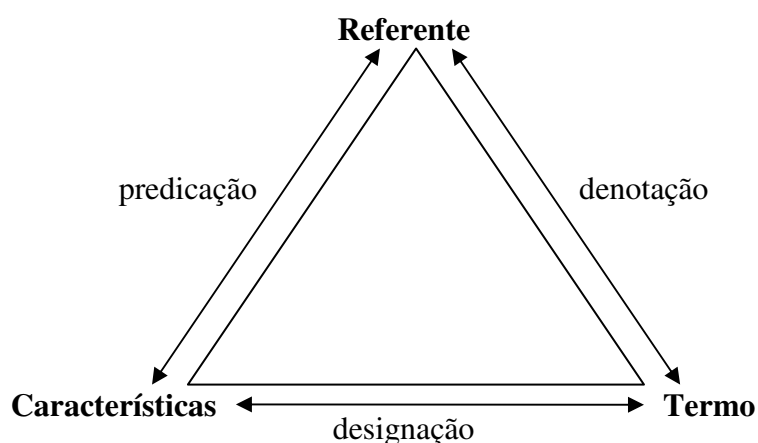 Referente
predicação
denotação
Características
Termo
designação